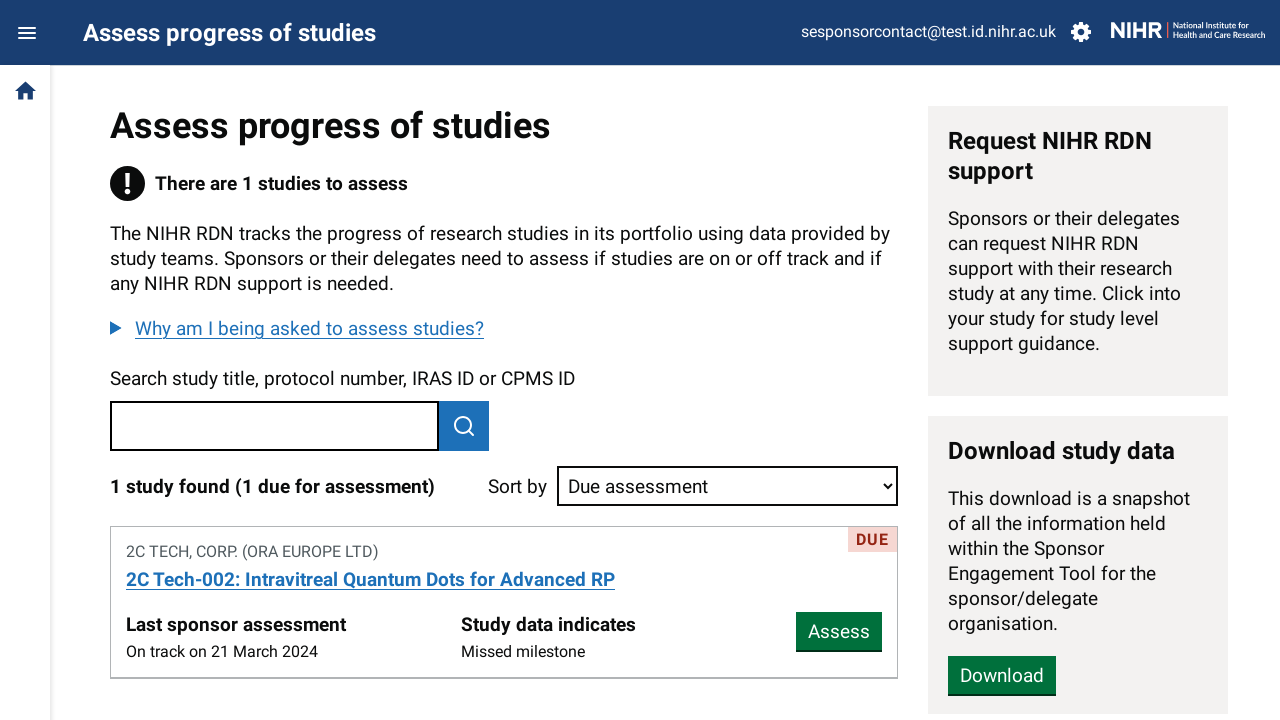 Assess progress of studies
sesponsorcontact@test.id.nihr.ac.uk
NIHR
National Institute for
Health and Care Research
Assess progress of studies
There are 1 studies to assess
The NIHR RDN tracks the progress of research studies in its portfolio using data provided by
study teams. Sponsors or their delegates need to assess if studies are on or off track and if
any NIHR RDN support is needed.
Why am I being asked to assess studies?
Search study title, protocol number, IRAS ID or CPMS ID
1 study found (1 due for assessment)
Sort by
Due assessment
DUE
2C TECH, CORP. (ORA EUROPE LTD)
2C Tech-002: Intravitreal Quantum Dots for Advanced RP
Last sponsor assessment
On track on 21 March 2024
Study data indicates
Missed milestone
Assess
Request NIHR RDN
support
Sponsors or their delegates
can request NIHR RDN
support with their research
study at any time. Click into
your study for study level
support guidance.
Download study data
This download is a snapshot
of all the information held
within the Sponsor
Engagement Tool for the
sponsor/delegate
organisation.
Download